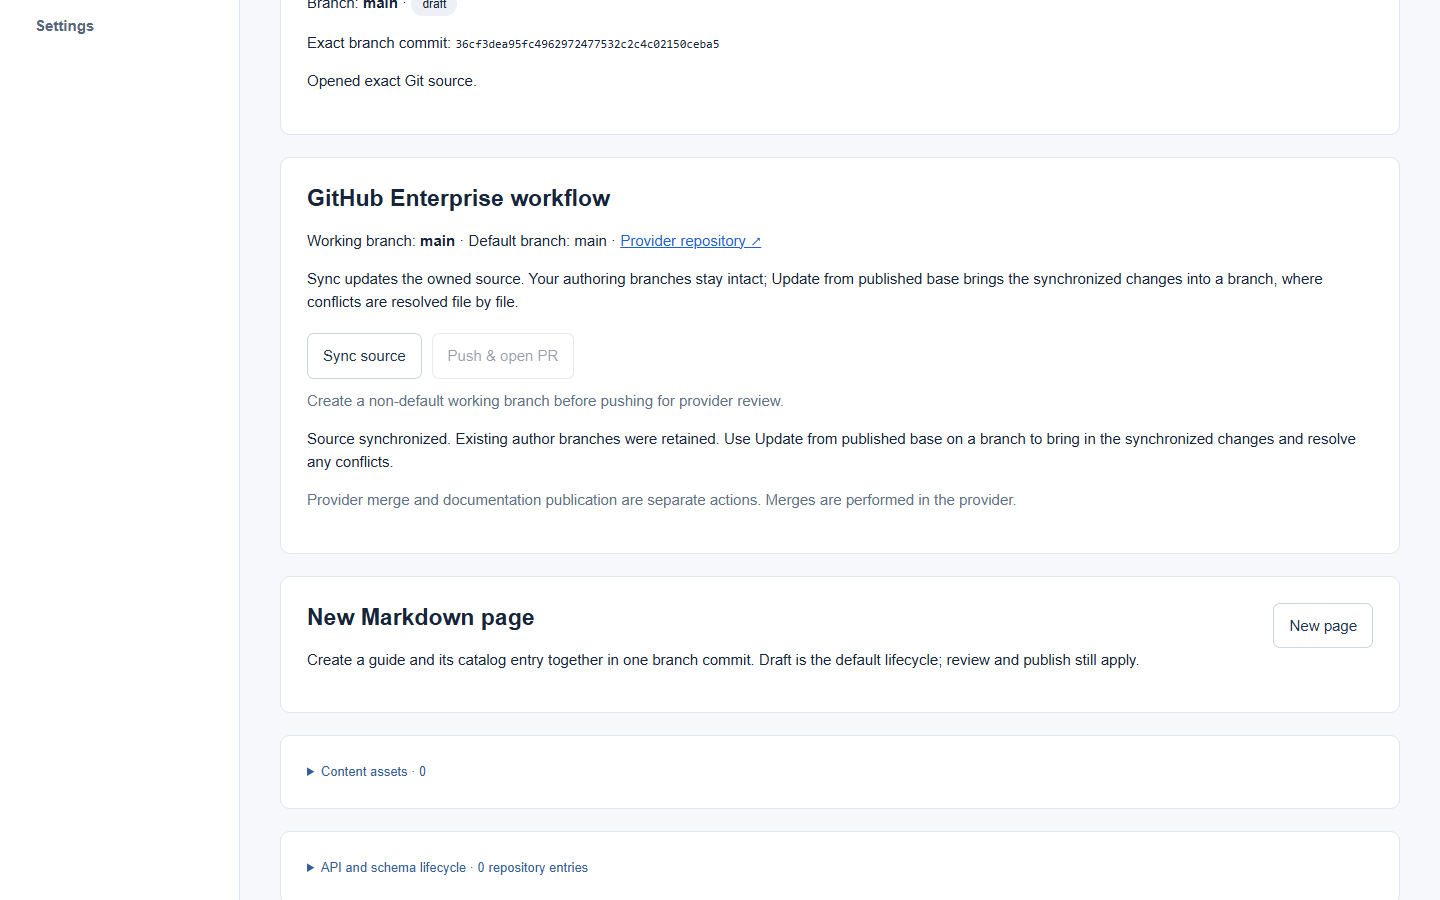 Settings
Branch: main · draft
Exact branch commit: 36cf3dea95fc4962972477532c2c4c02150ceba5
Opened exact Git source.
GitHub Enterprise workflow
Working branch: main · Default branch: main · Provider repository ↗
Sync updates the owned source. Your authoring branches stay intact; Update from published base brings the synchronized changes into a branch, where
conflicts are resolved file by file.
Sync source
Push & open PR
Create a non-default working branch before pushing for provider review.
Source synchronized. Existing author branches were retained. Use Update from published base on a branch to bring in the synchronized changes and resolve
any conflicts.
Provider merge and documentation publication are separate actions. Merges are performed in the provider.
New Markdown page
New page
Create a guide and its catalog entry together in one branch commit. Draft is the default lifecycle; review and publish still apply.
▶ Content assets · 0
▶ API and schema lifecycle · 0 repository entries